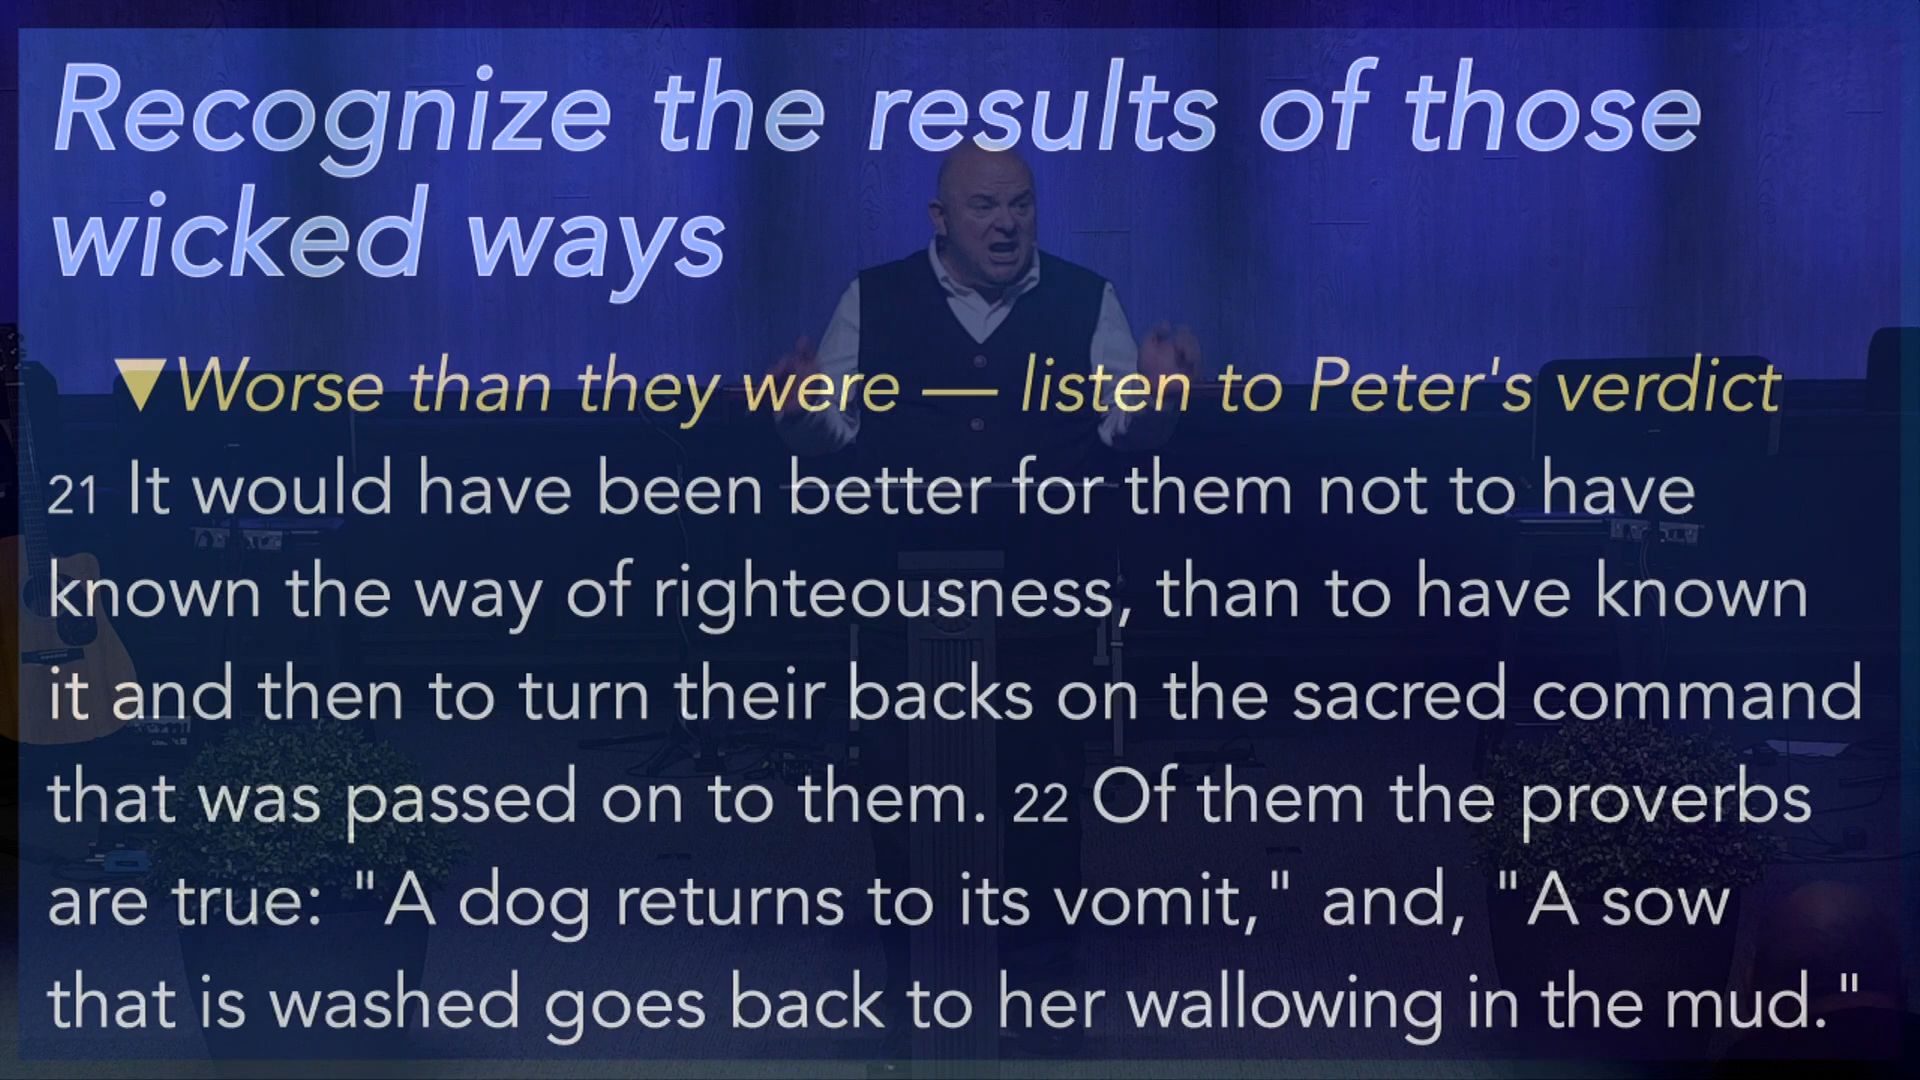 Recognize the results of those
wicked ways
▼Worse than they were — listen to Peter's verdict
21 It would have been better for them not to have
known the way of righteousness, than to have known
it and then to turn their backs on the sacred command
that was passed on to them. 22 Of them the proverbs
are true: "A dog returns to its vomit," and, "A sow
that is washed goes back to her wallowing in the mud."